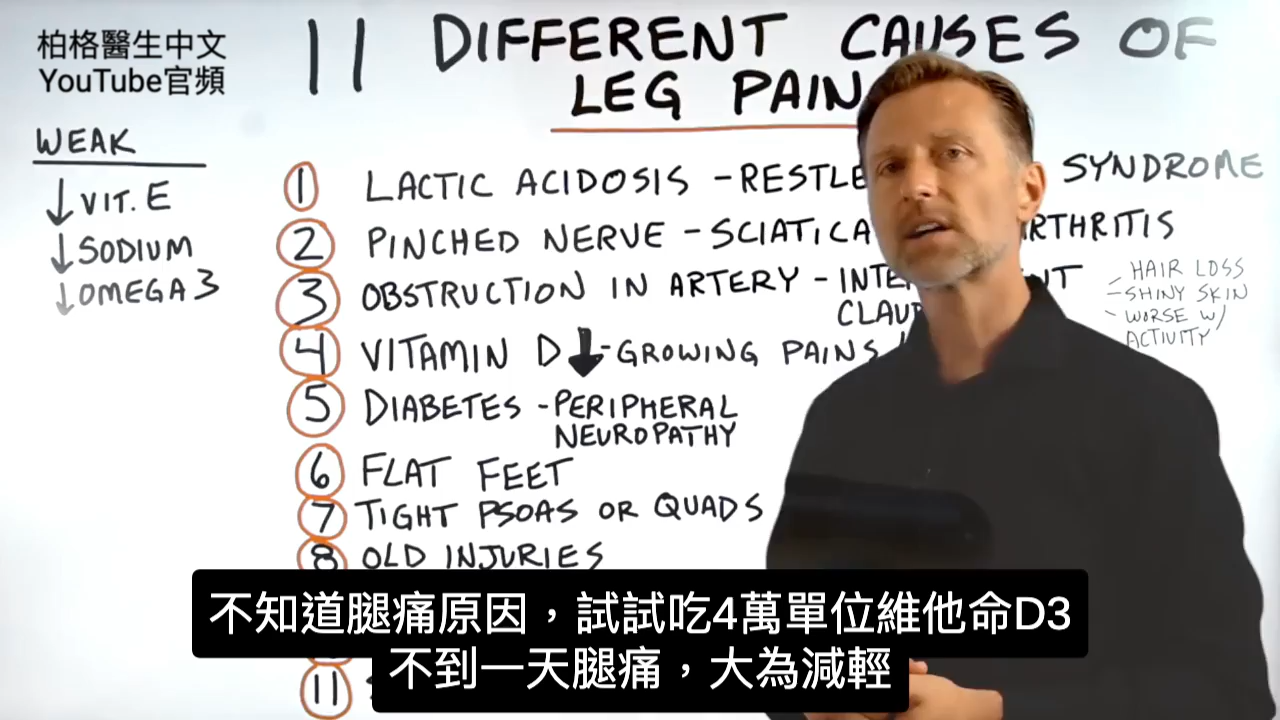 柏格醫生中文
YouTube官頻
11 DIFFERENT CAUSES OF
LEG PAIN
WEAK
↓ VIT. E
↓ SODIUM
↓ OMEGA 3
1 LACTIC ACIDOSIS - RESTLE SYNDROME
2 PINCHED NERVE - SCIATICA ARTHRITIS
3 OBSTRUCTION IN ARTERY - INTE NT
CLAUD
- HAIR LOSS
- SHINY SKIN
- WORSE W/
ACTIVITY
4 VITAMIN D ↓ - GROWING PAINS
5 DIABETES - PERIPHERAL
NEUROPATHY
6 FLAT FEET
7 TIGHT PSOAS OR QUADS
8 OLD INJURIES
11
不知道腿痛原因，試試吃4萬單位維他命D3
不到一天腿痛，大為減輕